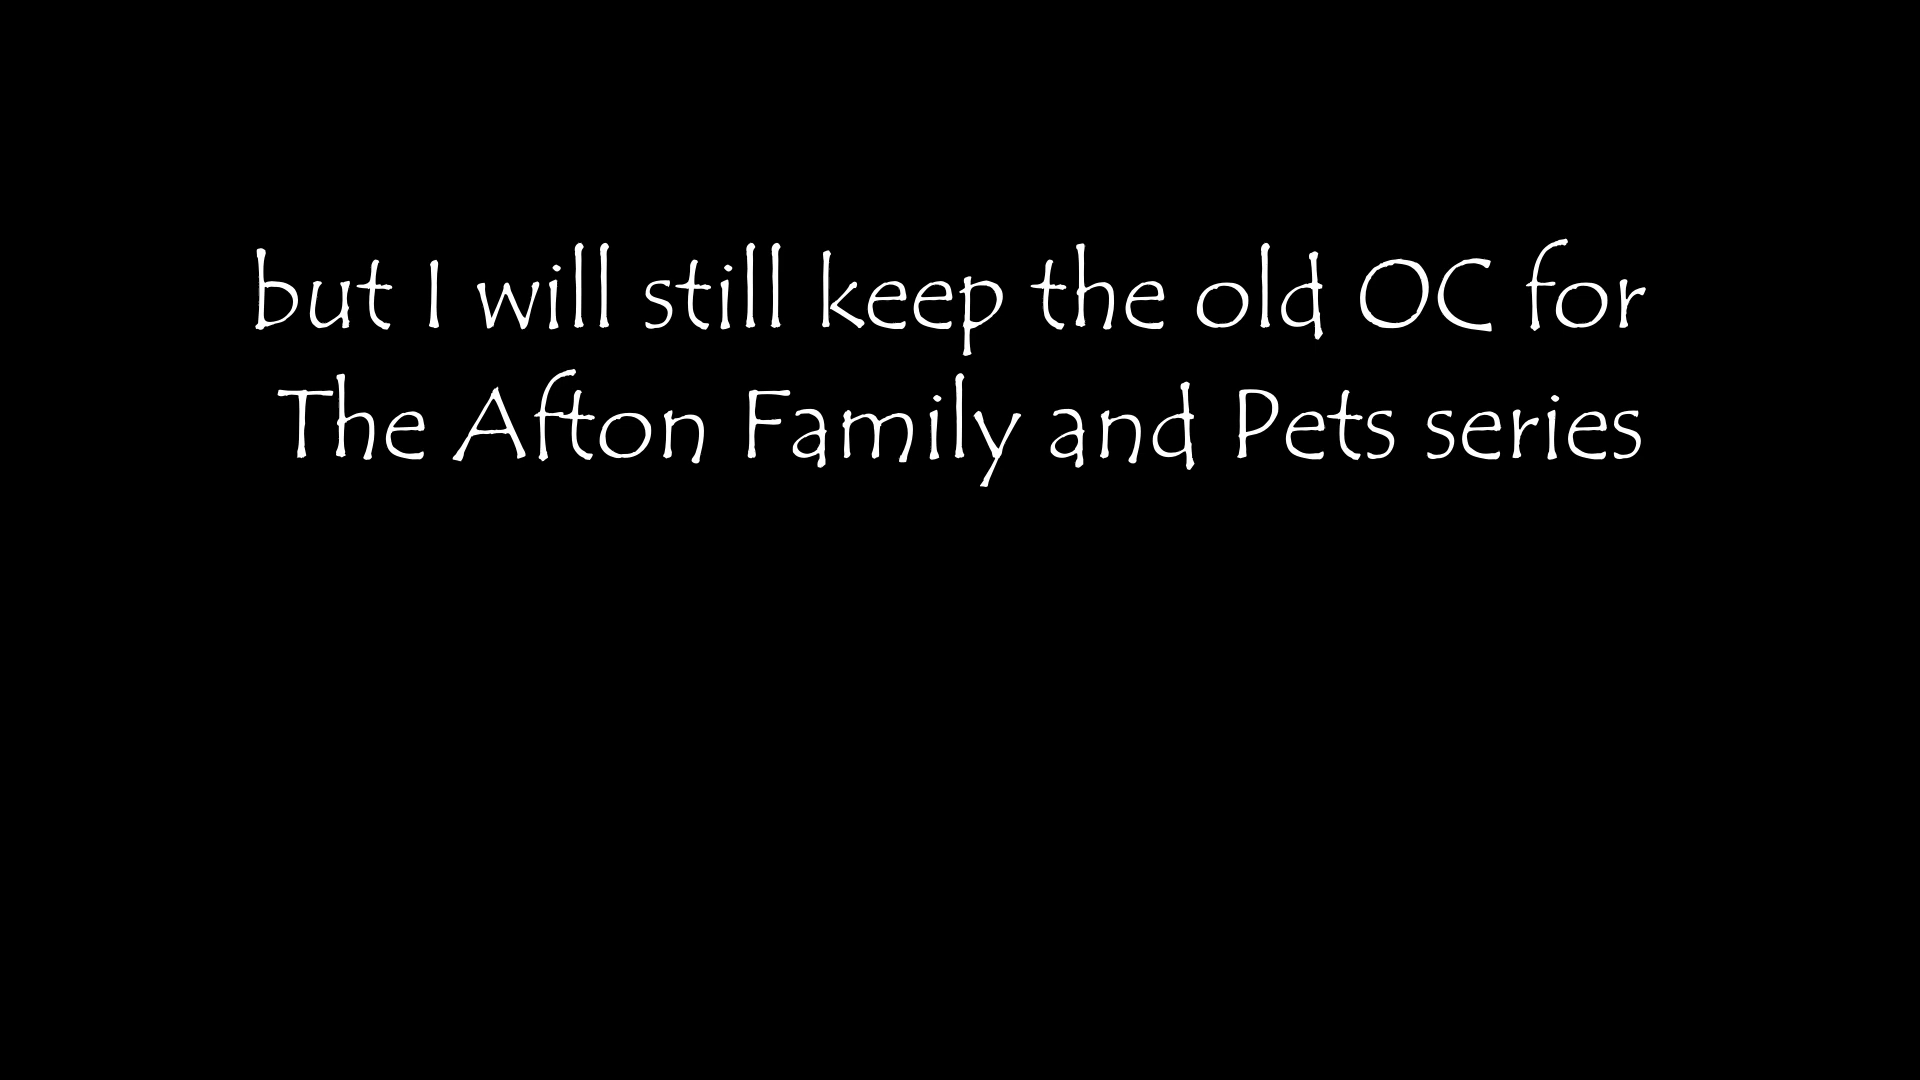 but I will still keep the old OC for
The Afton Family and Pets series